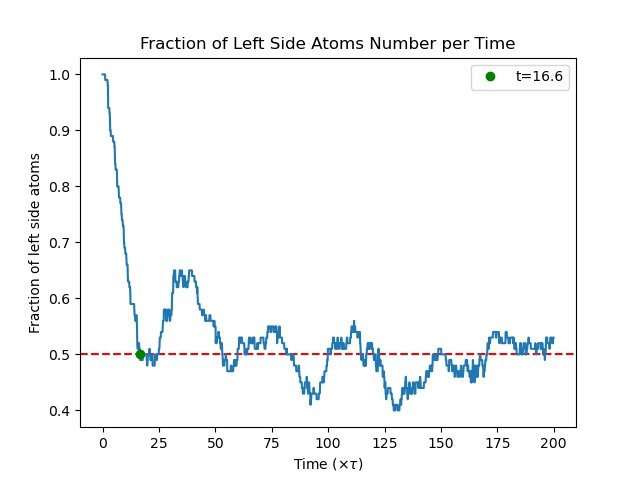 Fraction of Left Side Atoms Number per Time
t=16.6
1.0
0.9
0.8
0.7
0.6
0.5
0.4
Fraction of left side atoms
0 25 50 75 100 125 150 175 200
Time (×τ)